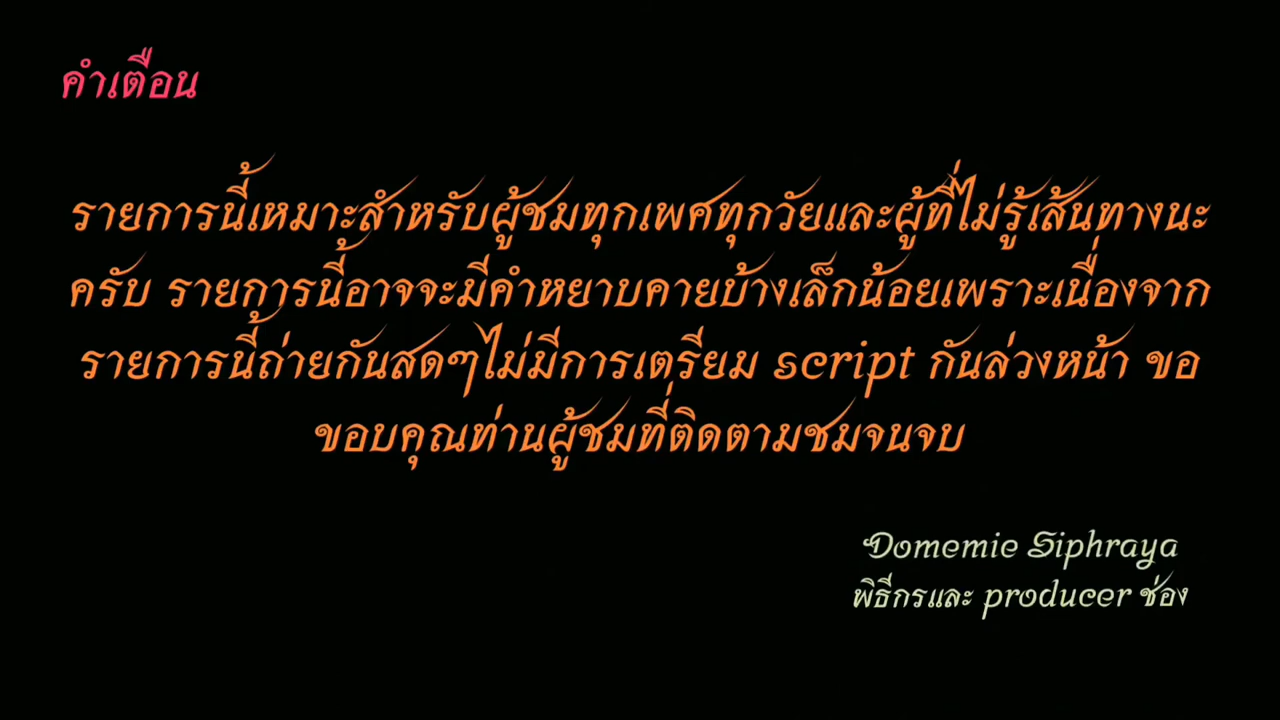 คำเตือน
รายการนี้เหมาะสำหรับผู้ชมทุกเพศทุกวัยและผู้ที่ไม่รู้เส้นทางนะ
ครับ รายการนี้อาจจะมีคำหยาบคายบ้างเล็กน้อยเพราะเนื่องจาก
รายการนี้ถ่ายกันสดๆไม่มีการเตรียม script กันล่วงหน้า ขอ
ขอบคุณท่านผู้ชมที่ติดตามชมจนจบ
Domemie Siphraya
พิธีกรและ producer ช่อง